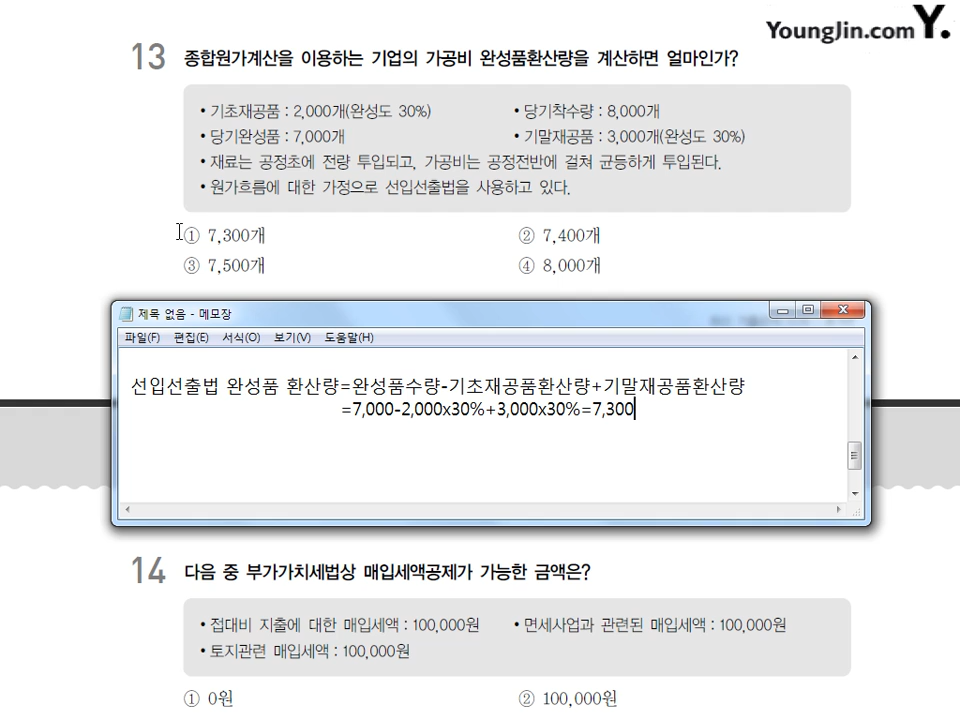 YoungJin.com Y.
13 종합원가계산을 이용하는 기업의 가공비 완성품환산량을 계산하면 얼마인가?
• 기초재공품 : 2,000개(완성도 30%) • 당기착수량 : 8,000개
• 당기완성품 : 7,000개 • 기말재공품 : 3,000개(완성도 30%)
• 재료는 공정초에 전량 투입되고, 가공비는 공정전반에 걸쳐 균등하게 투입된다.
• 원가흐름에 대한 가정으로 선입선출법을 사용하고 있다.
① 7,300개 ② 7,400개
③ 7,500개 ④ 8,000개
제목 없음 - 메모장
파일(F) 편집(E) 서식(O) 보기(V) 도움말(H)
선입선출법 완성품 환산량=완성품수량-기초재공품환산량+기말재공품환산량
=7,000-2,000x30%+3,000x30%=7,300
14 다음 중 부가가치세법상 매입세액공제가 가능한 금액은?
• 접대비 지출에 대한 매입세액 : 100,000원 • 면세사업과 관련된 매입세액 : 100,000원
• 토지관련 매입세액 : 100,000원
① 0원 ② 100,000원